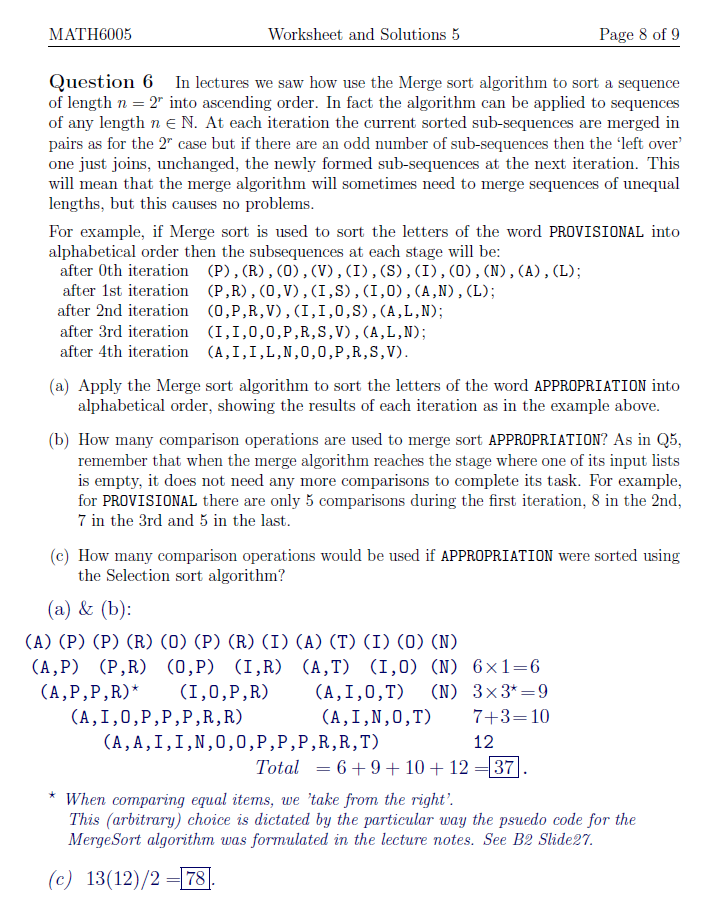 MATH6005 Worksheet and Solutions 5 Page 8 of 9
Question 6 In lectures we saw how use the Merge sort algorithm to sort a sequence
of length n = 2^r into ascending order. In fact the algorithm can be applied to sequences
of any length n ∈ ℕ. At each iteration the current sorted sub-sequences are merged in
pairs as for the 2^r case but if there are an odd number of sub-sequences then the 'left over'
one just joins, unchanged, the newly formed sub-sequences at the next iteration. This
will mean that the merge algorithm will sometimes need to merge sequences of unequal
lengths, but this causes no problems.
For example, if Merge sort is used to sort the letters of the word PROVISIONAL into
alphabetical order then the subsequences at each stage will be:
after 0th iteration (P),(R),(O),(V),(I),(S),(I),(O),(N),(A),(L);
after 1st iteration (P,R),(O,V),(I,S),(I,O),(A,N),(L);
after 2nd iteration (O,P,R,V),(I,I,O,S),(A,L,N);
after 3rd iteration (I,I,O,O,P,R,S,V),(A,L,N);
after 4th iteration (A,I,I,L,N,O,O,P,R,S,V).
(a) Apply the Merge sort algorithm to sort the letters of the word APPROPRIATION into
alphabetical order, showing the results of each iteration as in the example above.
(b) How many comparison operations are used to merge sort APPROPRIATION? As in Q5,
remember that when the merge algorithm reaches the stage where one of its input lists
is empty, it does not need any more comparisons to complete its task. For example,
for PROVISIONAL there are only 5 comparisons during the first iteration, 8 in the 2nd,
7 in the 3rd and 5 in the last.
(c) How many comparison operations would be used if APPROPRIATION were sorted using
the Selection sort algorithm?
(a) & (b):
(A) (P) (P) (R) (O) (P) (R) (I) (A) (T) (I) (O) (N)
(A,P) (P,R) (O,P) (I,R) (A,T) (I,O) (N) 6×1=6
(A,P,P,R)* (I,O,P,R) (A,I,O,T) (N) 3×3*=9
(A,I,O,P,P,P,R,R) (A,I,N,O,T) 7+3=10
(A,A,I,I,N,O,O,P,P,P,R,R,T) 12
Total = 6 + 9 + 10 + 12 = 37.
* When comparing equal items, we 'take from the right'.
This (arbitrary) choice is dictated by the particular way the psuedo code for the
MergeSort algorithm was formulated in the lecture notes. See B2 Slide27.
(c) 13(12)/2 = 78.